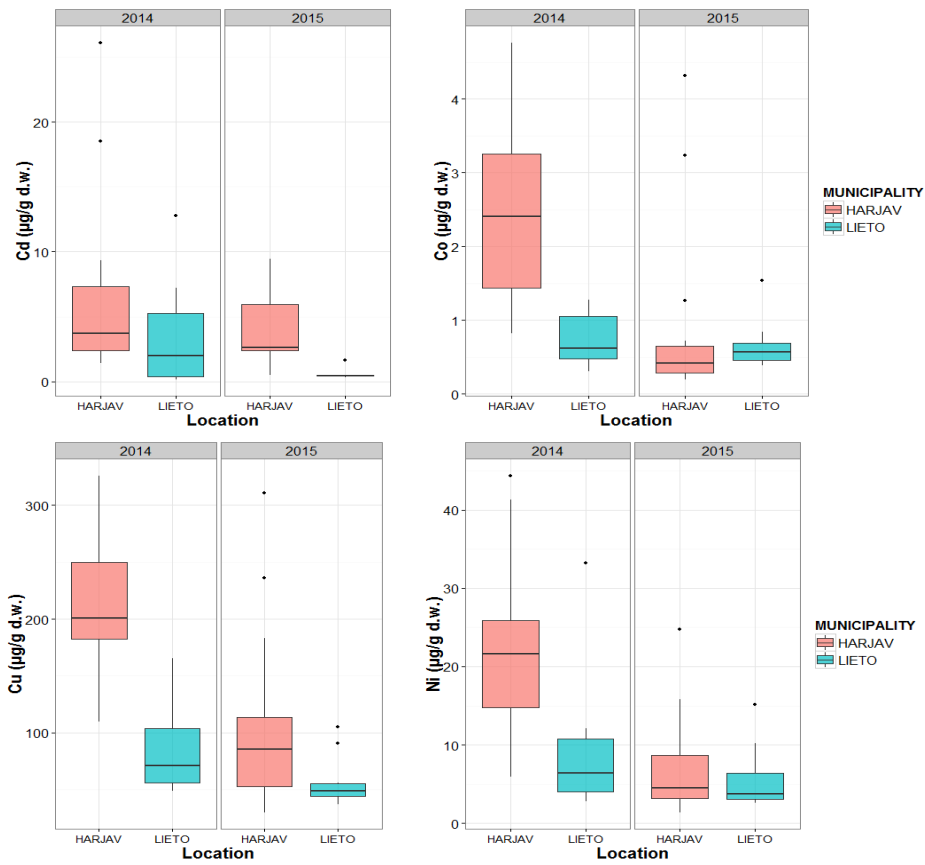 2014 2015
Cd (µg/g d.w.)
20
10
0
HARJAV LIETO HARJAV LIETO
Location
2014 2015
Co (µg/g d.w.)
4
3
2
1
0
HARJAV LIETO HARJAV LIETO
Location
MUNICIPALITY
HARJAV
LIETO
2014 2015
Cu (µg/g d.w.)
300
200
100
HARJAV LIETO HARJAV LIETO
Location
2014 2015
Ni (µg/g d.w.)
40
30
20
10
0
HARJAV LIETO HARJAV LIETO
Location
MUNICIPALITY
HARJAV
LIETO